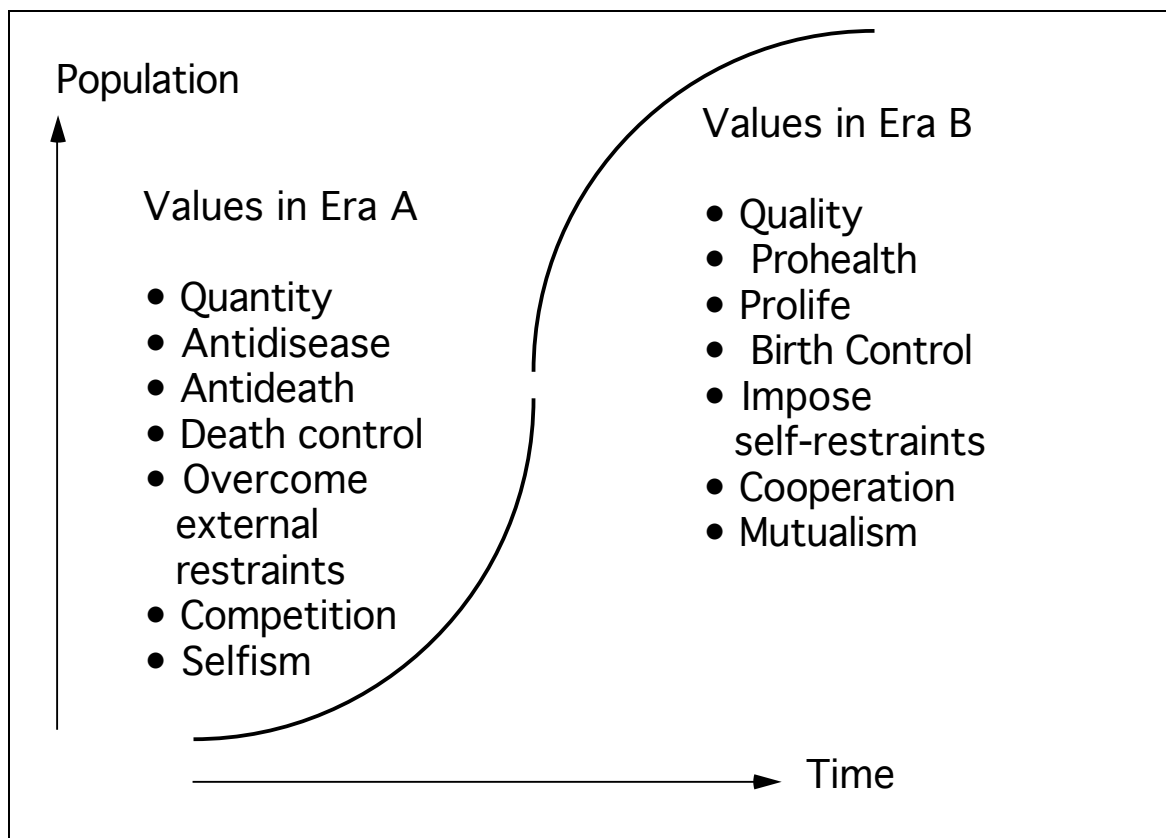 Population
Values in Era A
• Quantity
• Antidisease
• Antideath
• Death control
• Overcome
external
restraints
• Competition
• Selfism
Values in Era B
• Quality
• Prohealth
• Prolife
• Birth Control
• Impose
self-restraints
• Cooperation
• Mutualism
Time